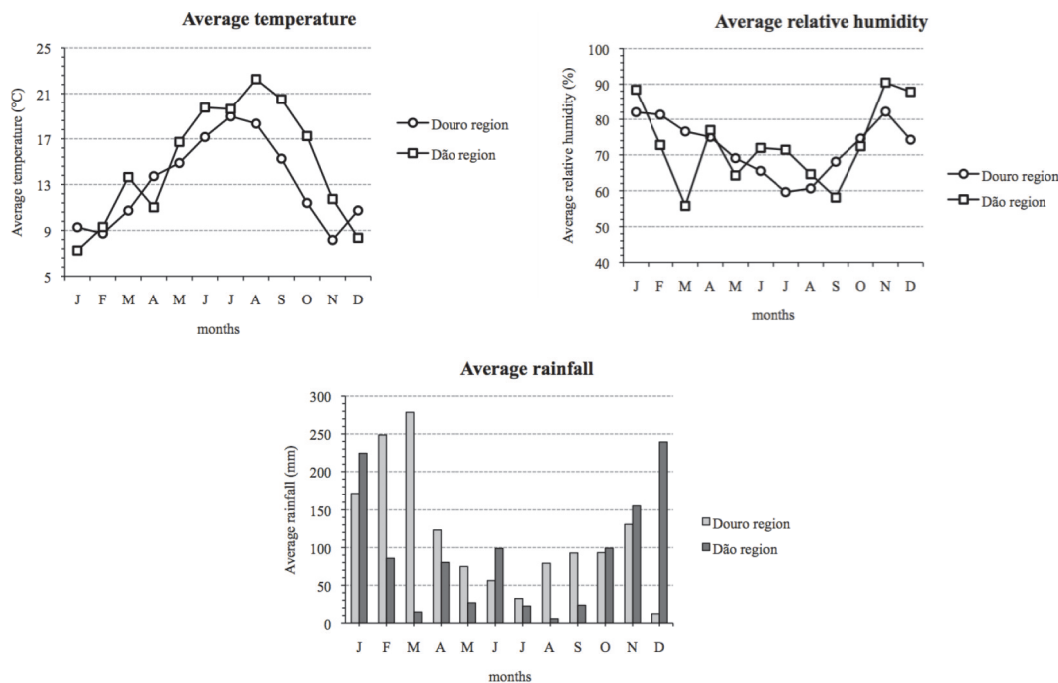 Average temperature
Average temperature (°C)
25
21
17
13
9
5
J F M A M J J A S O N D
months
Douro region
Dão region
Average relative humidity
Average relative humidity (%)
100
90
80
70
60
50
40
J F M A M J J A S O N D
months
Douro region
Dão region
Average rainfall
Average rainfall (mm)
300
250
200
150
100
50
0
J F M A M J J A S O N D
months
Douro region
Dão region